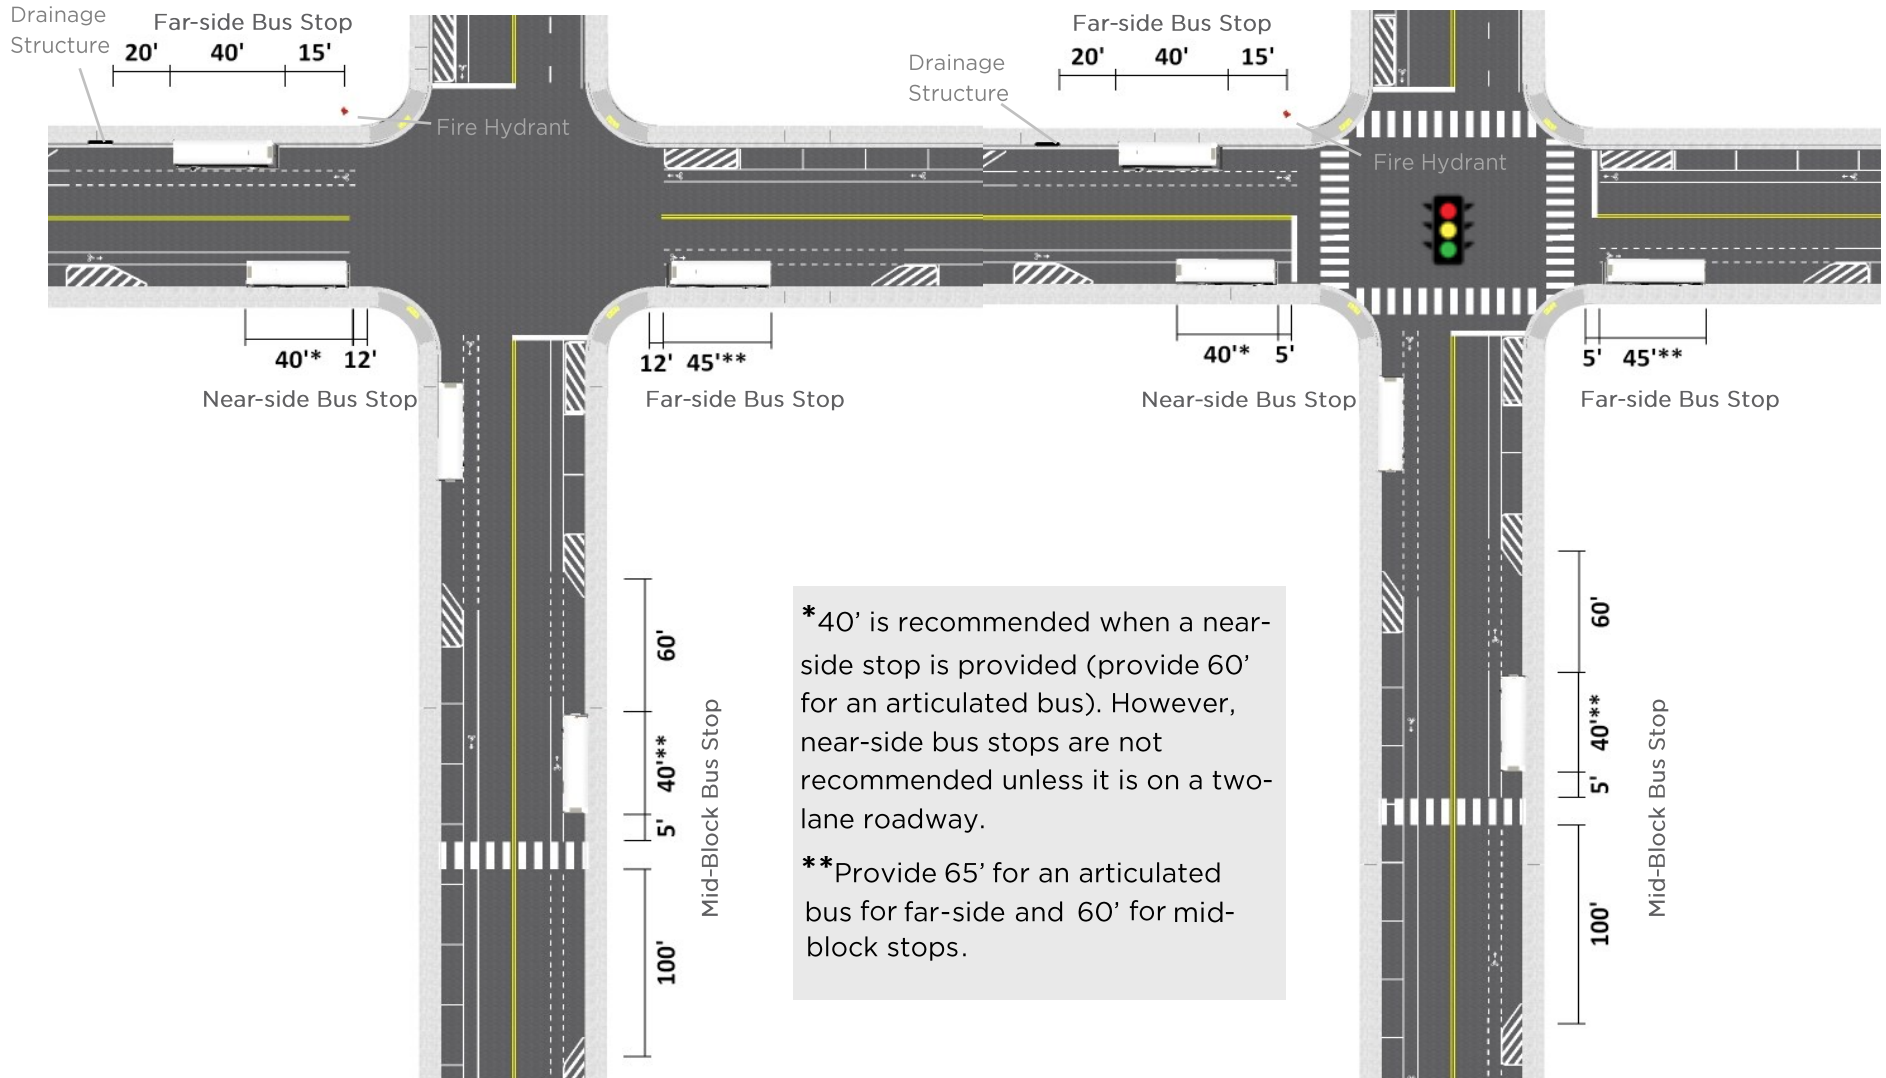 Drainage
Structure
Far-side Bus Stop
20' 40' 15'
Fire Hydrant
40'* 12'
Near-side Bus Stop
12' 45'**
Far-side Bus Stop
60'
40'**
5'
100'
Mid-Block Bus Stop
Drainage
Structure
Far-side Bus Stop
20' 40' 15'
Fire Hydrant
40'* 5'
Near-side Bus Stop
5' 45'**
Far-side Bus Stop
60'
40'**
5'
100'
Mid-Block Bus Stop
*40’ is recommended when a near-
side stop is provided (provide 60’
for an articulated bus). However,
near-side bus stops are not
recommended unless it is on a two-
lane roadway.
**Provide 65’ for an articulated
bus for far-side and 60’ for mid-
block stops.